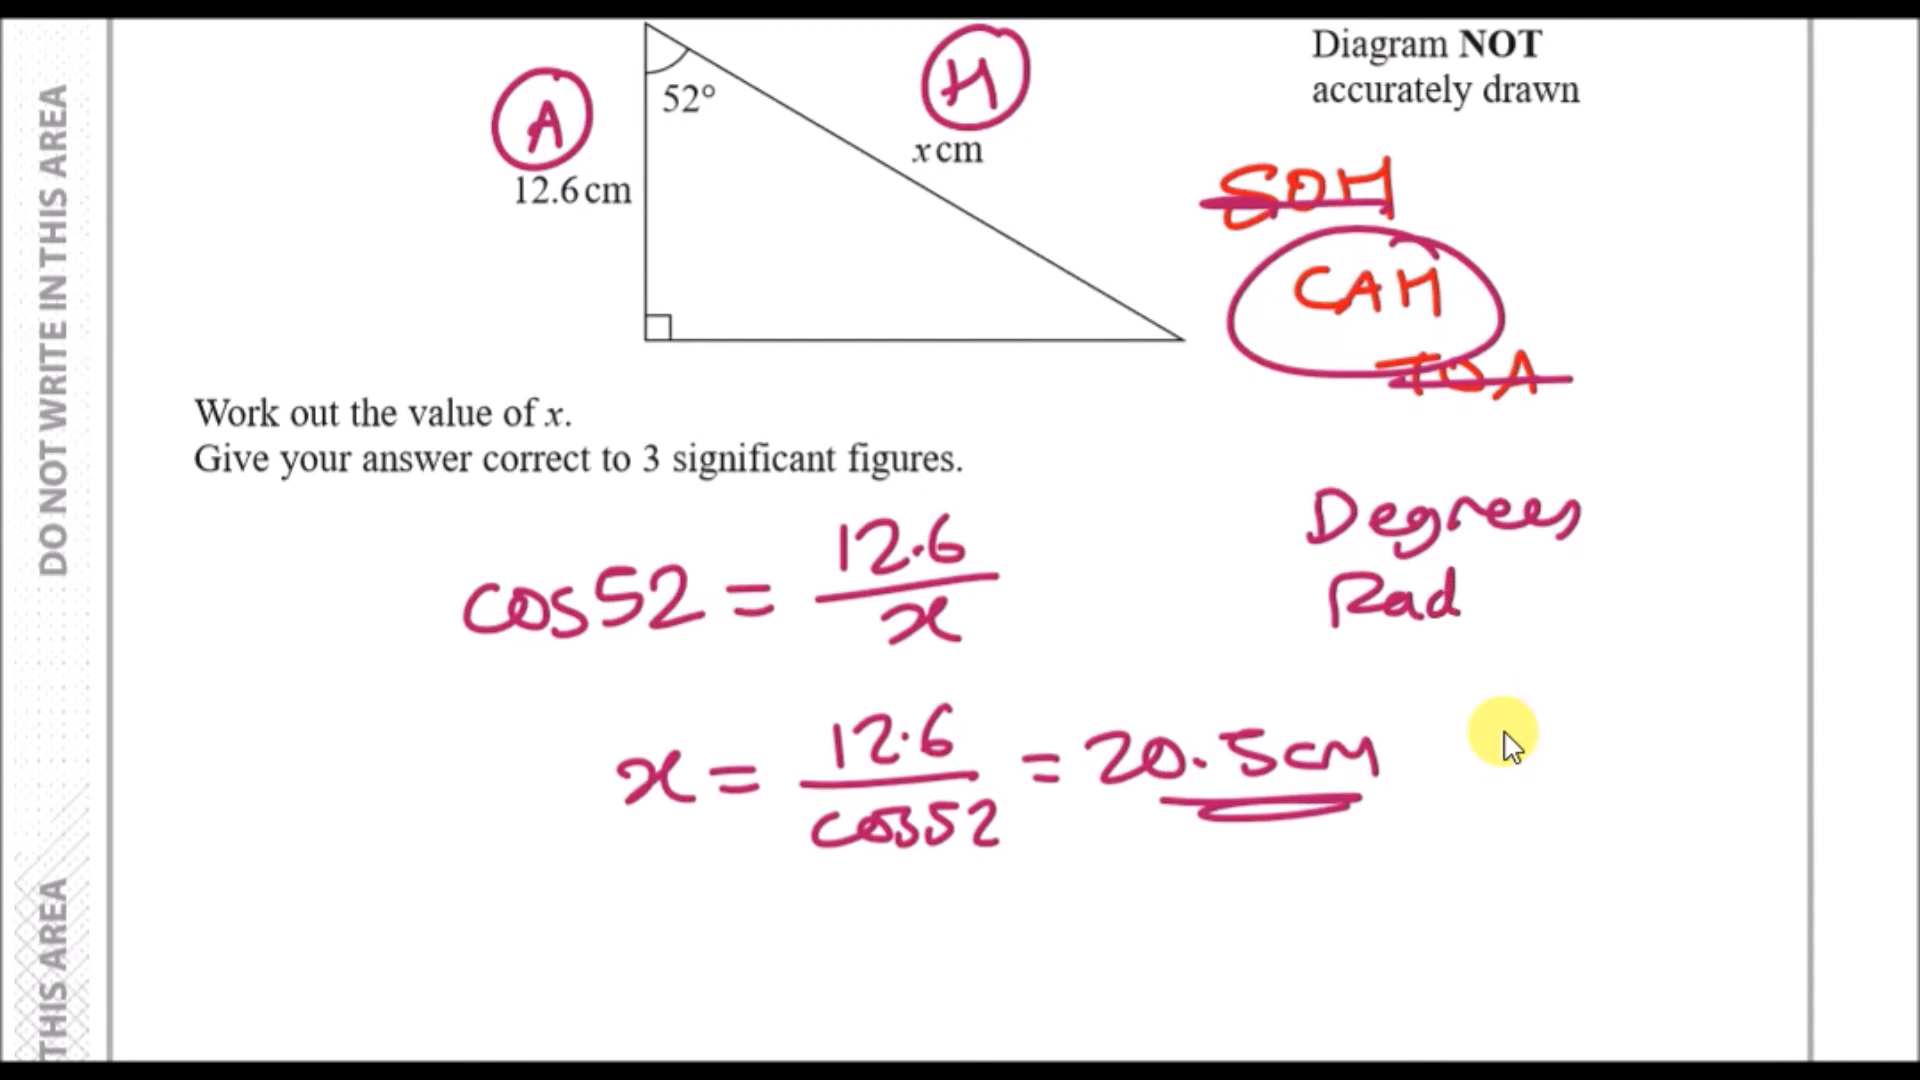 Diagram NOT
accurately drawn
A
H
52°
x cm
12.6 cm
SOH
CAH
TOA
Work out the value of x.
Give your answer correct to 3 significant figures.
cos52 = 12.6 / x
Degrees
Rad
x = 12.6 / cos52 = 20.5cm
DO NOT WRITE IN THIS AREA
THIS AREA